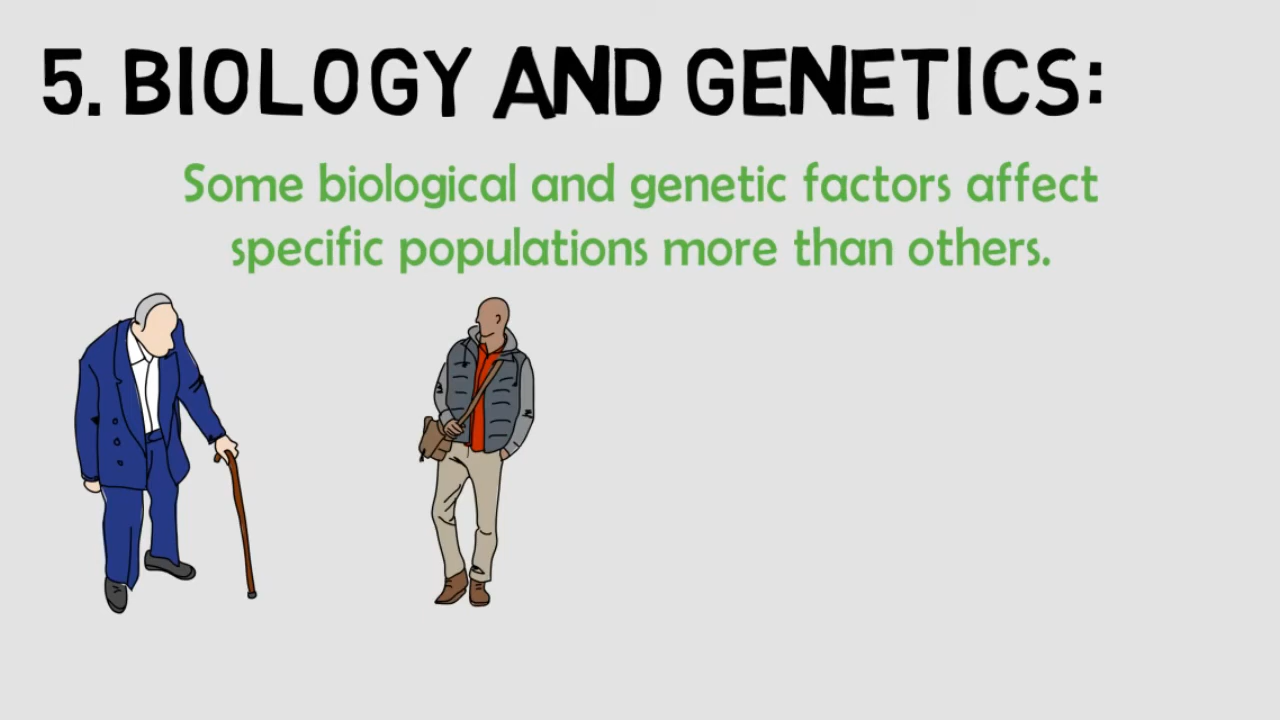 5. BIOLOGY AND GENETICS:
Some biological and genetic factors affect
specific populations more than others.